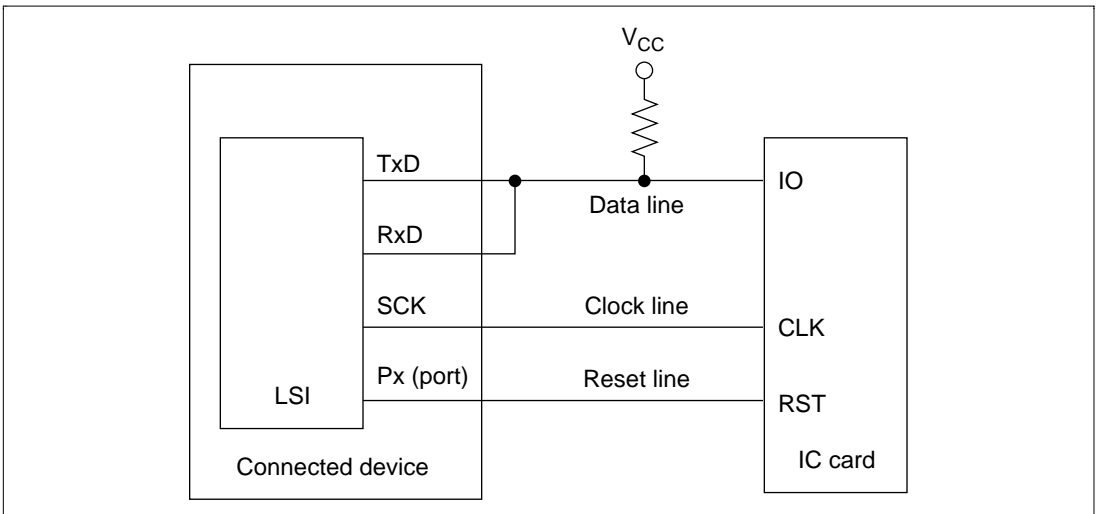 VCC
TxD
IO
Data line
RxD
SCK
Clock line
CLK
Px (port)
Reset line
LSI
RST
Connected device
IC card